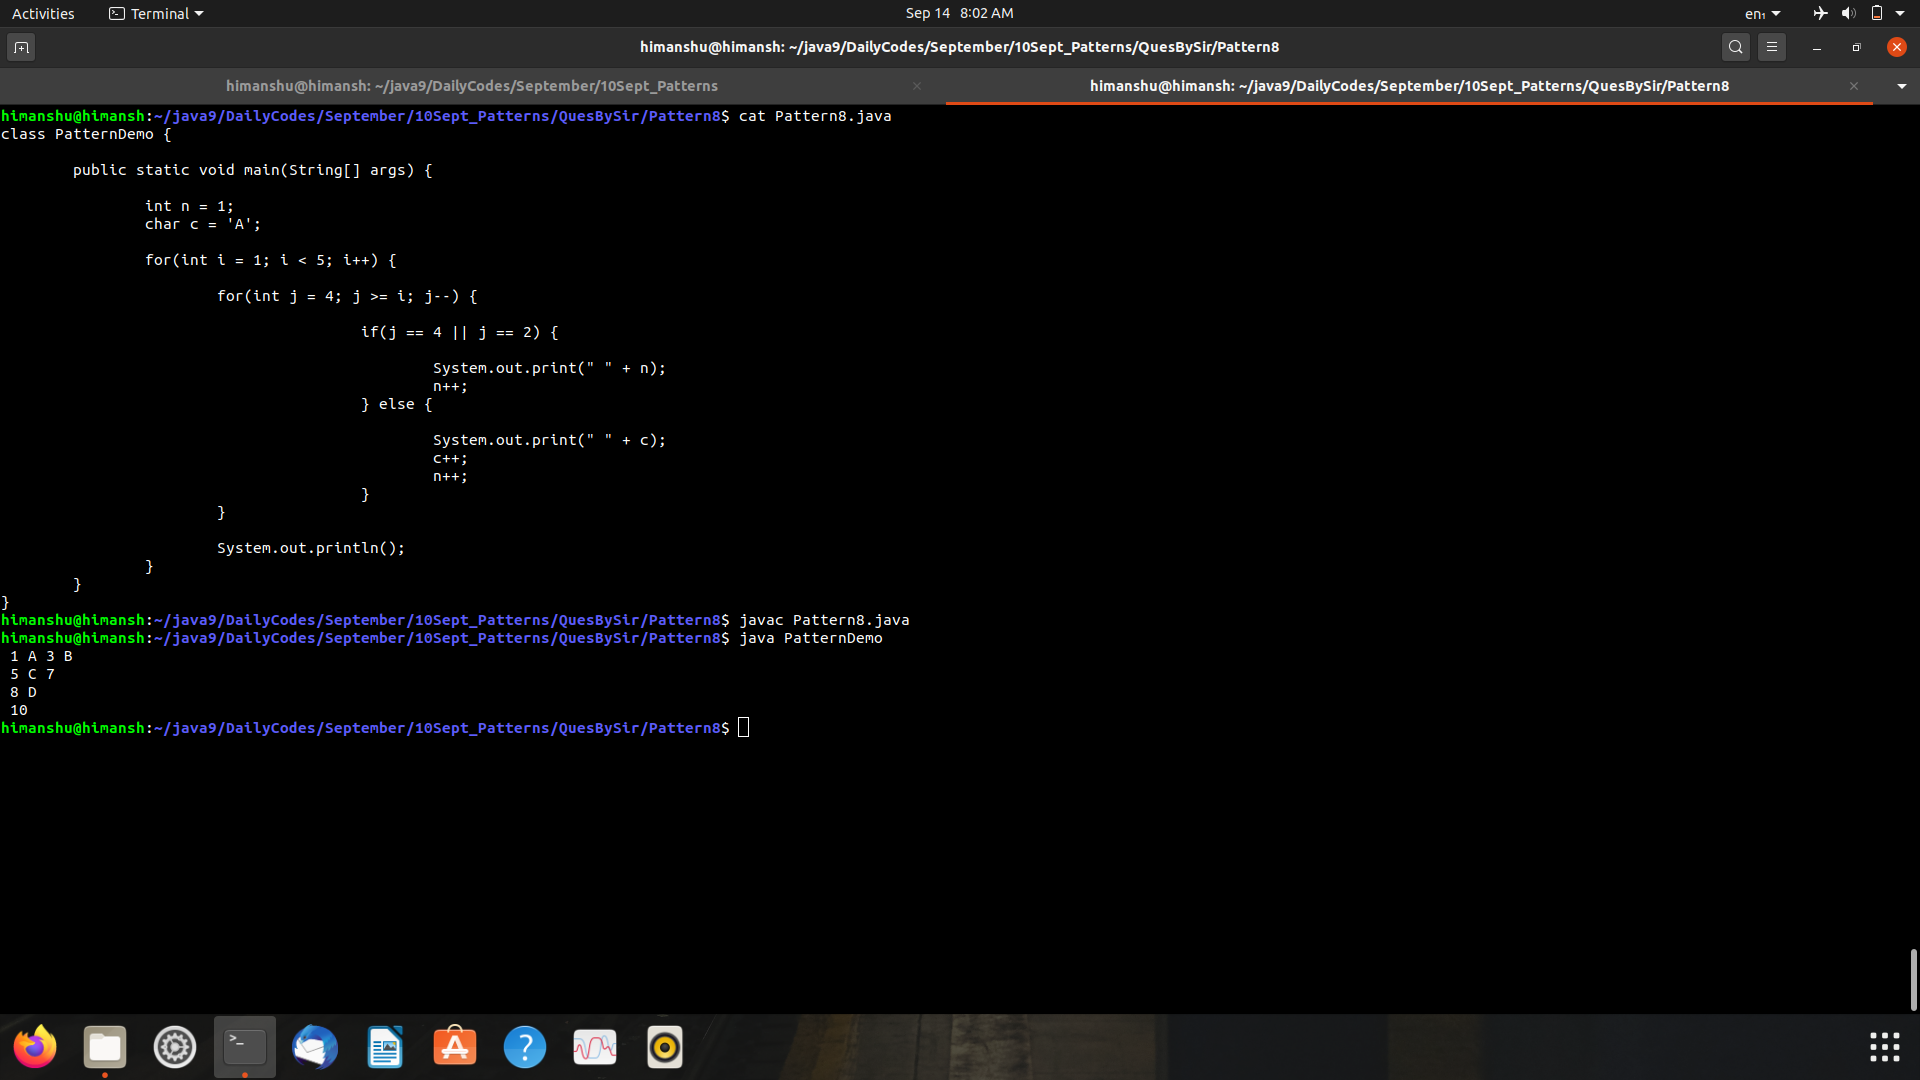 Activities Terminal Sep 14 8:02 AM en₁
himanshu@himansh: ~/java9/DailyCodes/September/10Sept_Patterns/QuesBySir/Pattern8
himanshu@himansh: ~/java9/DailyCodes/September/10Sept_Patterns himanshu@himansh: ~/java9/DailyCodes/September/10Sept_Patterns/QuesBySir/Pattern8
himanshu@himansh:~/java9/DailyCodes/September/10Sept_Patterns/QuesBySir/Pattern8$ cat Pattern8.java
class PatternDemo {
public static void main(String[] args) {
int n = 1;
char c = 'A';
for(int i = 1; i < 5; i++) {
for(int j = 4; j >= i; j--) {
if(j == 4 || j == 2) {
System.out.print(" " + n);
n++;
} else {
System.out.print(" " + c);
c++;
n++;
}
}
System.out.println();
}
}
}
himanshu@himansh:~/java9/DailyCodes/September/10Sept_Patterns/QuesBySir/Pattern8$ javac Pattern8.java
himanshu@himansh:~/java9/DailyCodes/September/10Sept_Patterns/QuesBySir/Pattern8$ java PatternDemo
1 A 3 B
5 C 7
8 D
10
himanshu@himansh:~/java9/DailyCodes/September/10Sept_Patterns/QuesBySir/Pattern8$